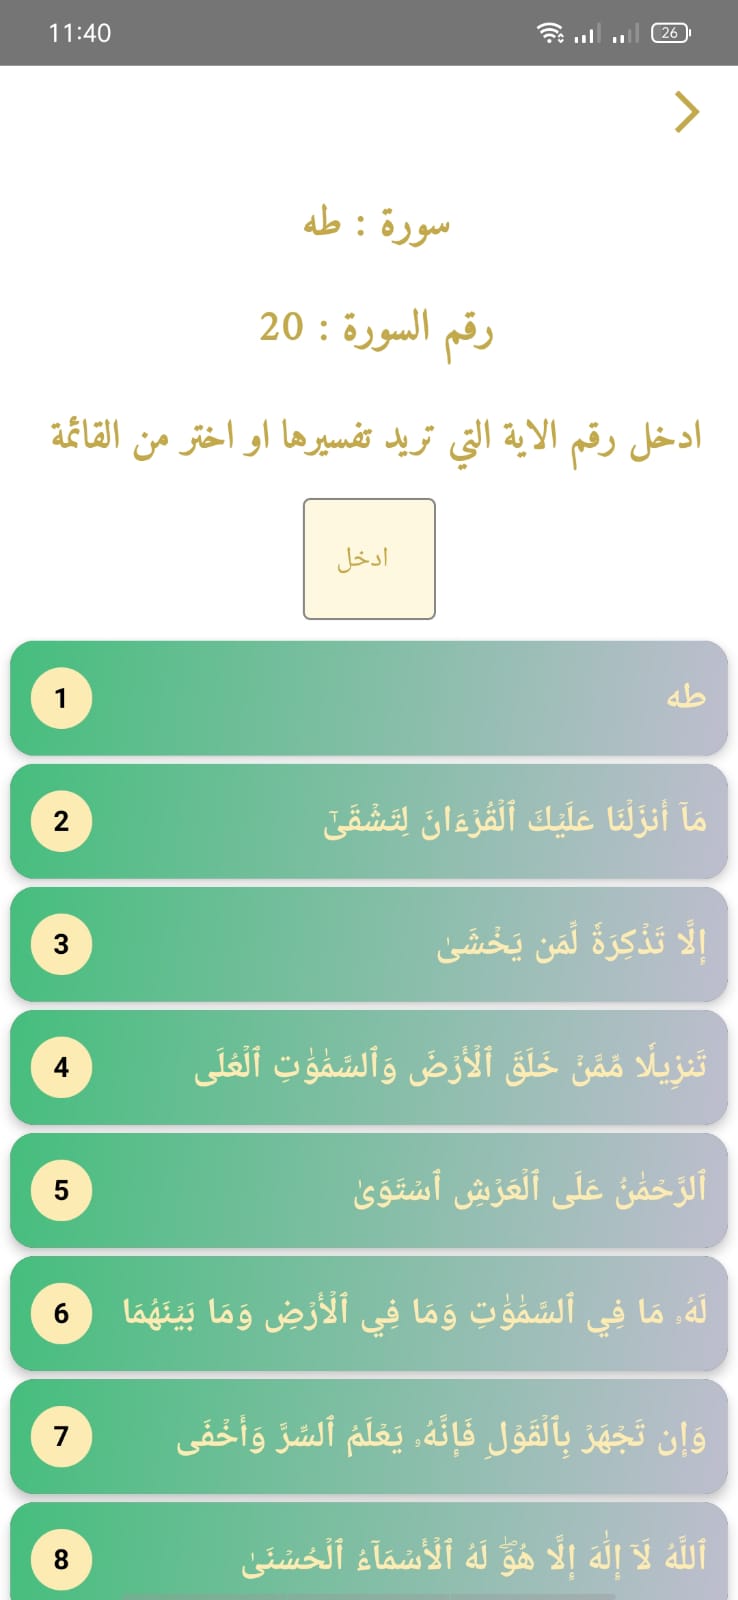 11:40
26
سورة : طه
رقم السورة : 20
ادخل رقم الاية التي تريد تفسيرها او اختر من القائمة
ادخل
طه 1
مَآ أَنزَلۡنَا عَلَيۡكَ ٱلۡقُرۡءَانَ لِتَشۡقَىٰٓ 2
إِلَّا تَذۡكِرَةٗ لِّمَن يَخۡشَىٰ 3
تَنزِيلٗا مِّمَّنۡ خَلَقَ ٱلۡأَرۡضَ وَٱلسَّمَٰوَٰتِ ٱلۡعُلَى 4
ٱلرَّحۡمَٰنُ عَلَى ٱلۡعَرۡشِ ٱسۡتَوَىٰ 5
لَهُۥ مَا فِي ٱلسَّمَٰوَٰتِ وَمَا فِي ٱلۡأَرۡضِ وَمَا بَيۡنَهُمَا 6
وَإِن تَجۡهَرۡ بِٱلۡقَوۡلِ فَإِنَّهُۥ يَعۡلَمُ ٱلسِّرَّ وَأَخۡفَى 7
ٱللَّهُ لَآ إِلَٰهَ إِلَّا هُوَۖ لَهُ ٱلۡأَسۡمَآءُ ٱلۡحُسۡنَىٰ 8